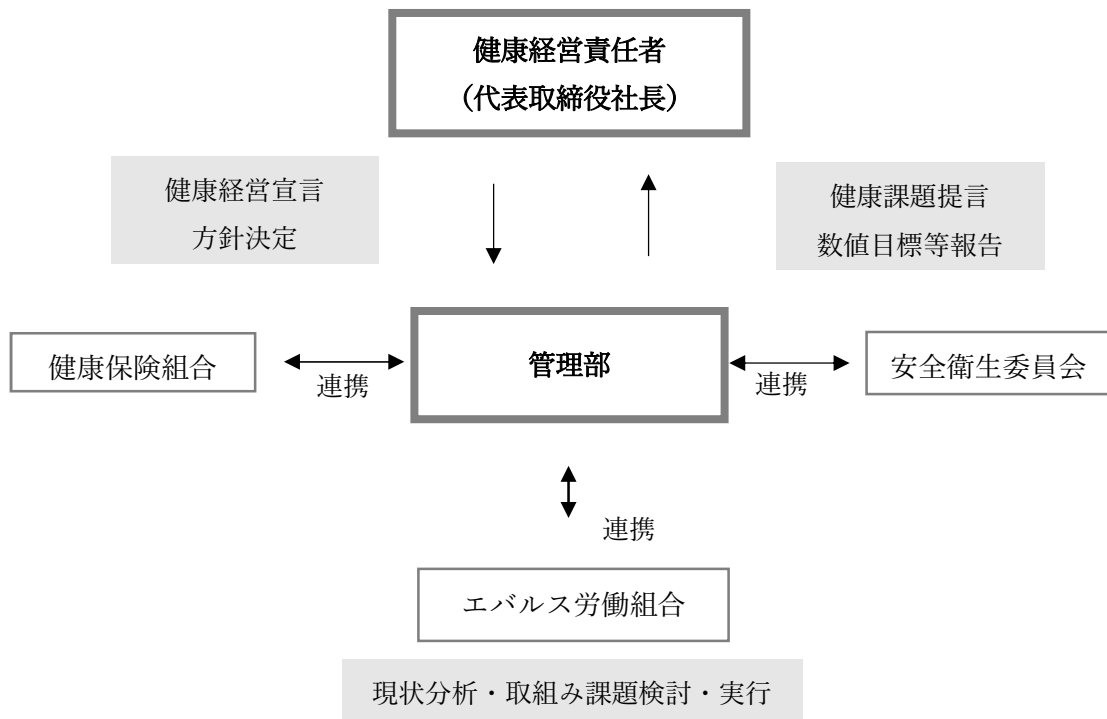 健康経営責任者
（代表取締役社長）
健康経営宣言
方針決定
健康課題提言
数値目標等報告
健康保険組合
連携
管理部
連携
安全衛生委員会
連携
エバルス労働組合
現状分析・取組み課題検討・実行